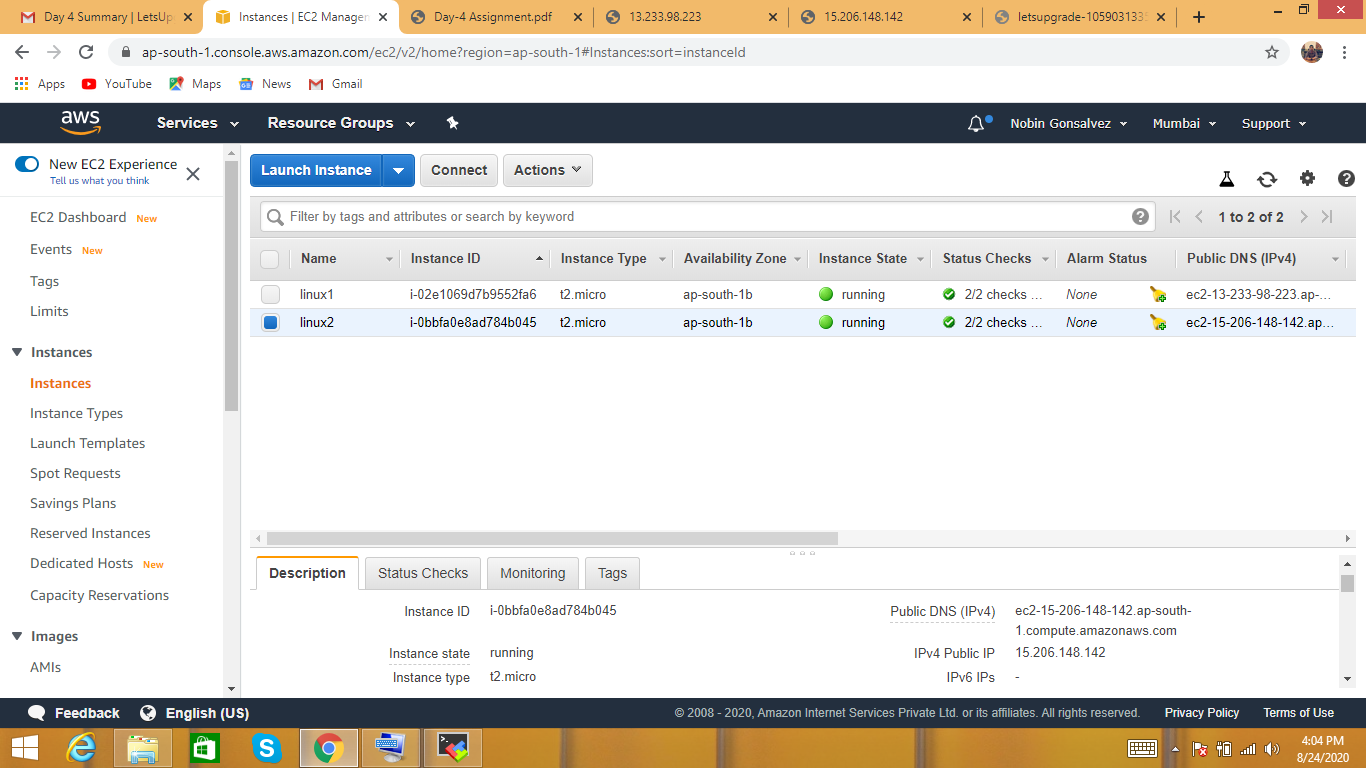 Day 4 Summary | LetsUp
Instances | EC2 Manager
Day-4 Assignment.pdf
13.233.98.223
15.206.148.142
letsupgrade-1059031335
ap-south-1.console.aws.amazon.com/ec2/v2/home?region=ap-south-1#Instances:sort=instanceId
Apps YouTube Maps News Gmail
aws Services Resource Groups Nobin Gonsalvez Mumbai Support
New EC2 Experience
Tell us what you think
EC2 Dashboard New
Events New
Tags
Limits
Instances
Instances
Instance Types
Launch Templates
Spot Requests
Savings Plans
Reserved Instances
Dedicated Hosts New
Capacity Reservations
Images
AMIs
Launch Instance Connect Actions
Filter by tags and attributes or search by keyword
1 to 2 of 2
Name Instance ID Instance Type Availability Zone Instance State Status Checks Alarm Status Public DNS (IPv4)
linux1 i-02e1069d7b9552fa6 t2.micro ap-south-1b running 2/2 checks ... None ec2-13-233-98-223.ap-...
linux2 i-0bbfa0e8ad784b045 t2.micro ap-south-1b running 2/2 checks ... None ec2-15-206-148-142.ap...
Description Status Checks Monitoring Tags
Instance ID i-0bbfa0e8ad784b045
Instance state running
Instance type t2.micro
Public DNS (IPv4) ec2-15-206-148-142.ap-south-
1.compute.amazonaws.com
IPv4 Public IP 15.206.148.142
IPv6 IPs -
Feedback English (US) © 2008 - 2020, Amazon Internet Services Private Ltd. or its affiliates. All rights reserved. Privacy Policy Terms of Use
4:04 PM
8/24/2020